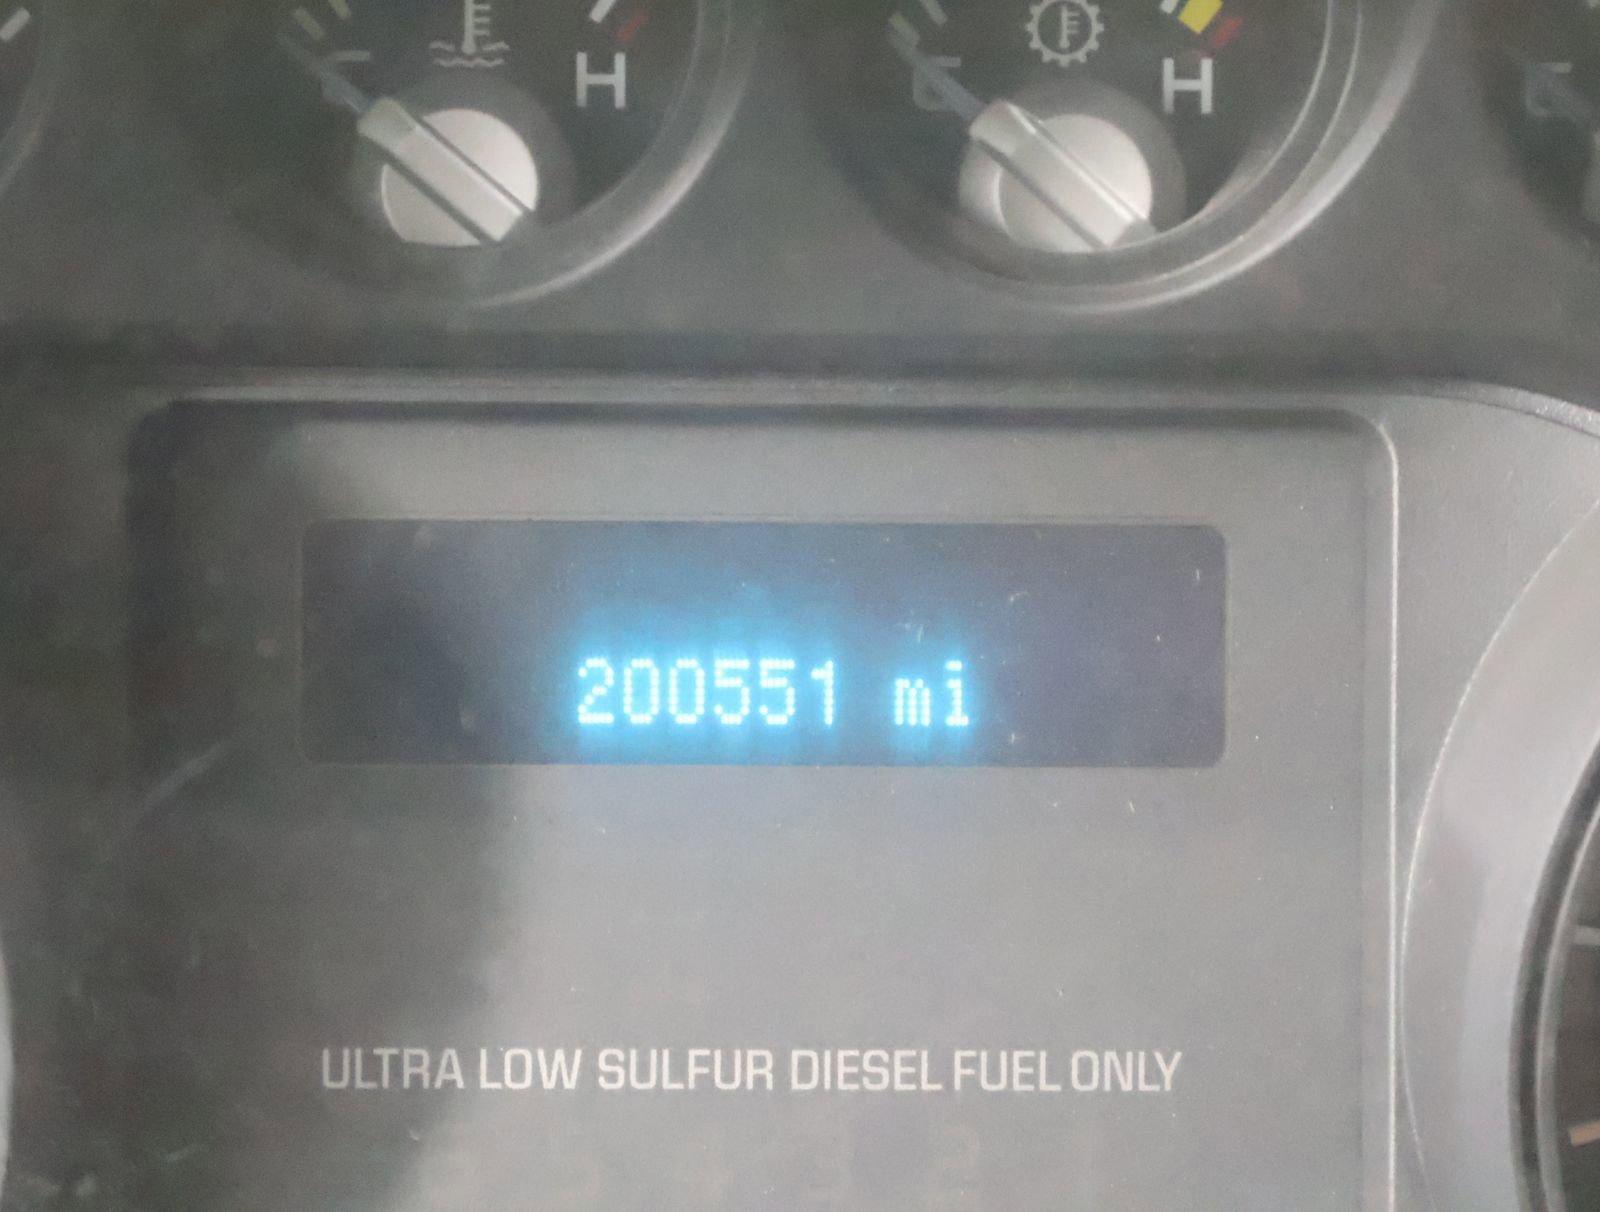 H H
200551 mi
ULTRA LOW SULFUR DIESEL FUEL ONLY